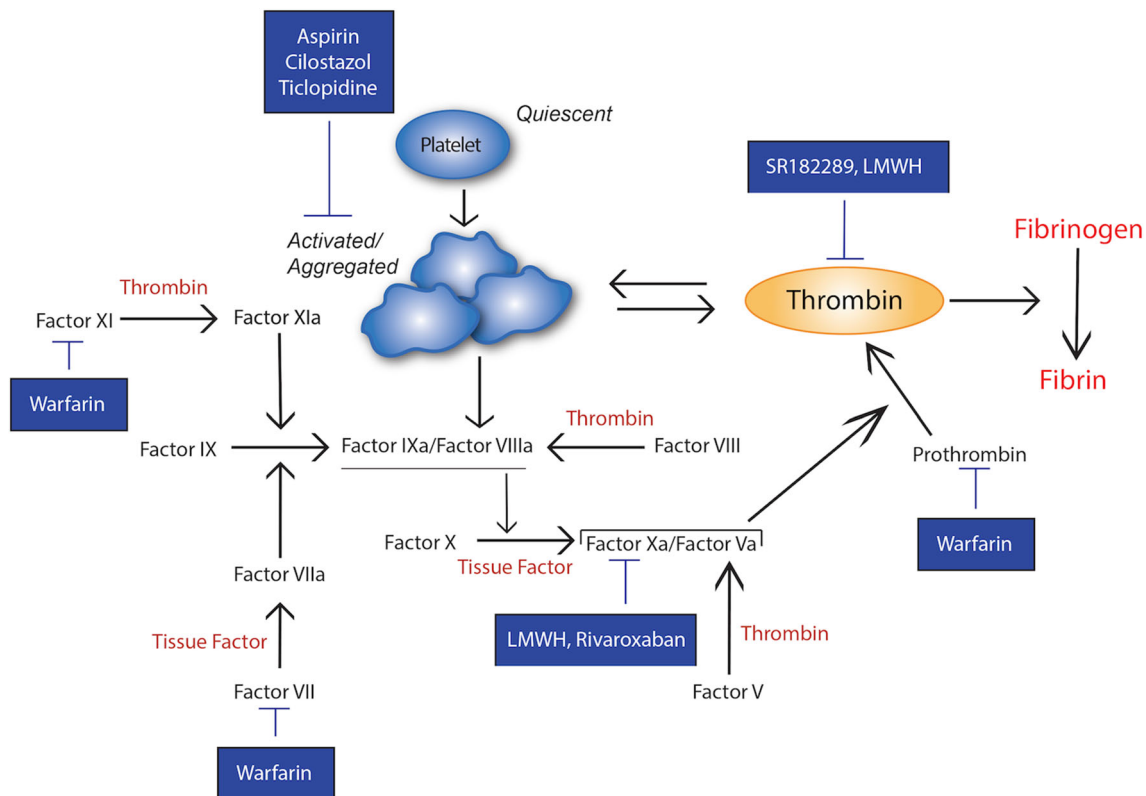 Aspirin
Cilostazol
Ticlopidine
Quiescent
Platelet
SR182289, LMWH
Activated/
Aggregated
Fibrinogen
Thrombin
Thrombin
Factor XI
Factor XIa
Fibrin
Warfarin
Thrombin
Factor IX
Factor IXa/Factor VIIIa
Factor VIII
Prothrombin
Factor X
Factor Xa/Factor Va
Tissue Factor
Warfarin
Factor VIIa
Tissue Factor
LMWH, Rivaroxaban
Thrombin
Factor VII
Factor V
Warfarin